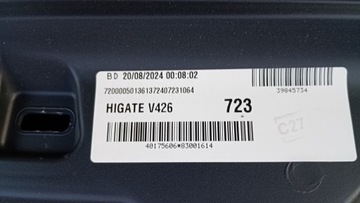 BD 20/08/2024 00:08:02
720000501361372407231064
39845734
HIGATE V426
723
C27
40175606*83001614